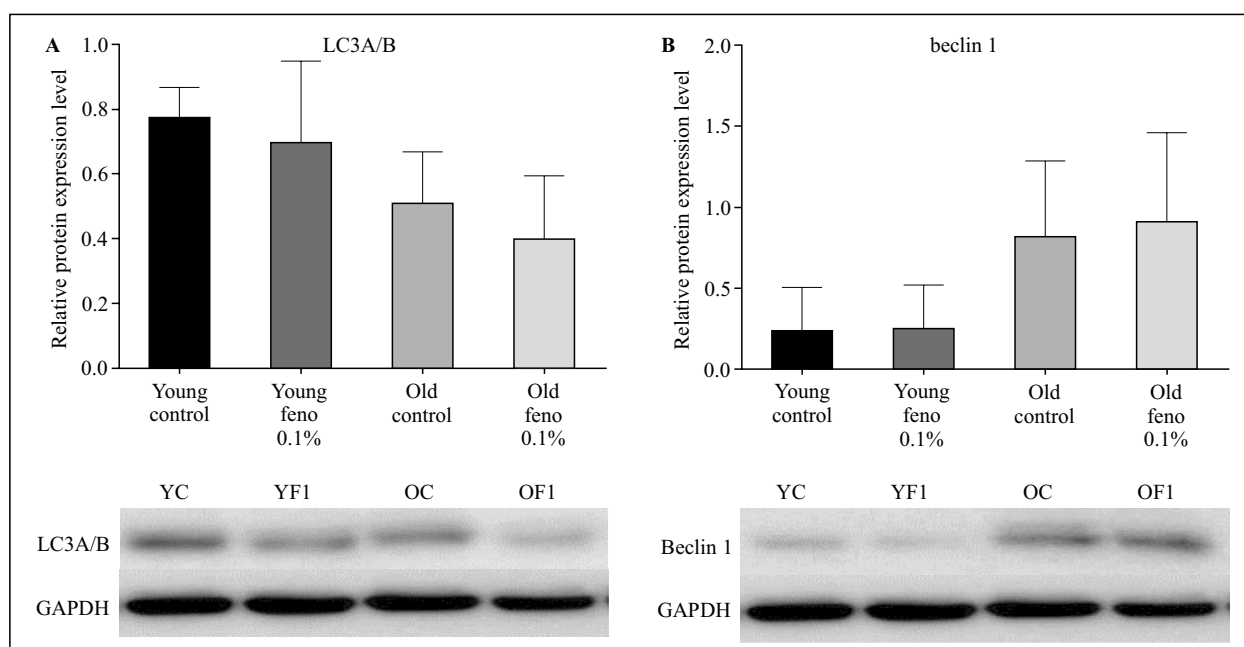 A
LC3A/B
Relative protein expression level
1.0
0.8
0.6
0.4
0.2
0.0
Young
control
Young
feno
0.1%
Old
control
Old
feno
0.1%
YC YF1 OC OF1
LC3A/B
GAPDH
B
beclin 1
Relative protein expression level
2.0
1.5
1.0
0.5
0.0
Young
control
Young
feno
0.1%
Old
control
Old
feno
0.1%
YC YF1 OC OF1
Beclin 1
GAPDH